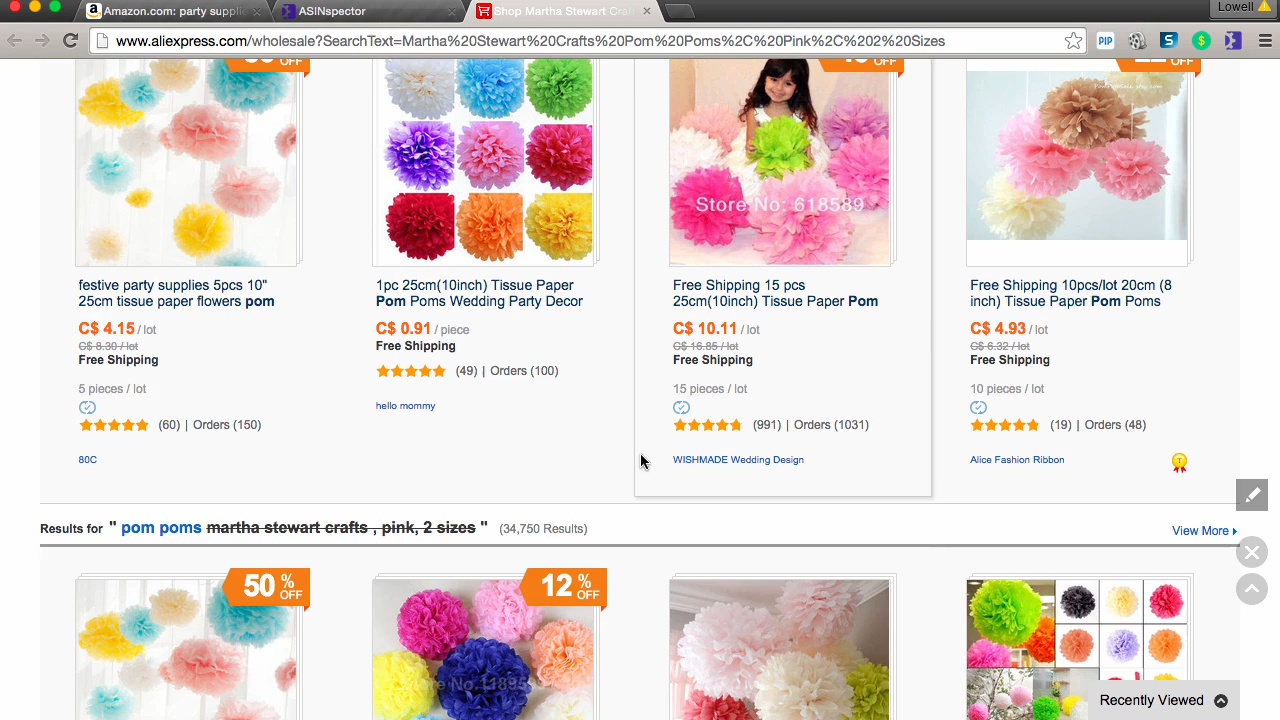 Amazon.com: party supplie
ASINspector
Shop Martha Stewart Craf
Lowell
www.aliexpress.com/wholesale?SearchText=Martha%20Stewart%20Crafts%20Pom%20Poms%2C%20Pink%2C%202%20Sizes
PIP
S
$
OFF
OFF
OFF
Store No: 618589
festive party supplies 5pcs 10"
25cm tissue paper flowers pom
C$ 4.15 / lot
C$ 8.30 / lot
Free Shipping
5 pieces / lot
(60) | Orders (150)
80C
1pc 25cm(10inch) Tissue Paper
Pom Poms Wedding Party Decor
C$ 0.91 / piece
Free Shipping
(49) | Orders (100)
hello mommy
Free Shipping 15 pcs
25cm(10inch) Tissue Paper Pom
C$ 10.11 / lot
C$ 16.85 / lot
Free Shipping
15 pieces / lot
(991) | Orders (1031)
WISHMADE Wedding Design
Free Shipping 10pcs/lot 20cm (8
inch) Tissue Paper Pom Poms
C$ 4.93 / lot
C$ 6.32 / lot
Free Shipping
10 pieces / lot
(19) | Orders (48)
Alice Fashion Ribbon
Results for " pom poms martha stewart crafts , pink, 2 sizes " (34,750 Results)
View More
50 % OFF
12 % OFF
Recently Viewed